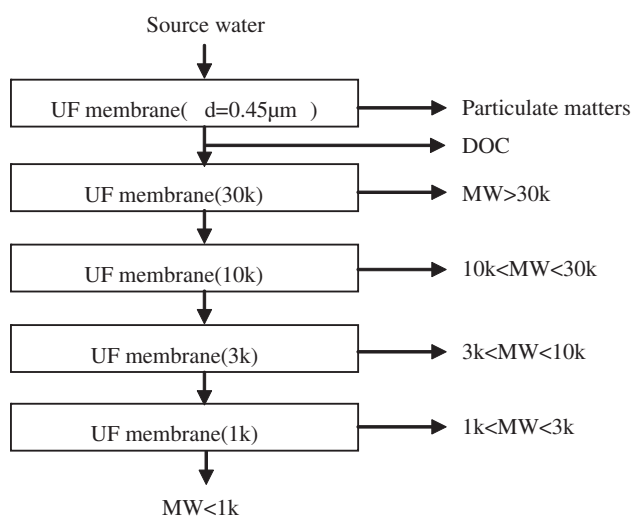 Source water
UF membrane( d=0.45µm )
Particulate matters
DOC
UF membrane(30k)
MW>30k
UF membrane(10k)
10k<MW<30k
UF membrane(3k)
3k<MW<10k
UF membrane(1k)
1k<MW<3k
MW<1k